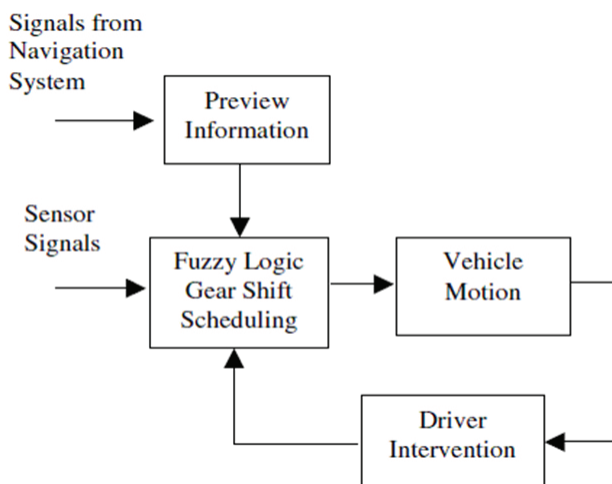 Signals from
Navigation
System
Preview
Information
Sensor
Signals
Fuzzy Logic
Gear Shift
Scheduling
Vehicle
Motion
Driver
Intervention